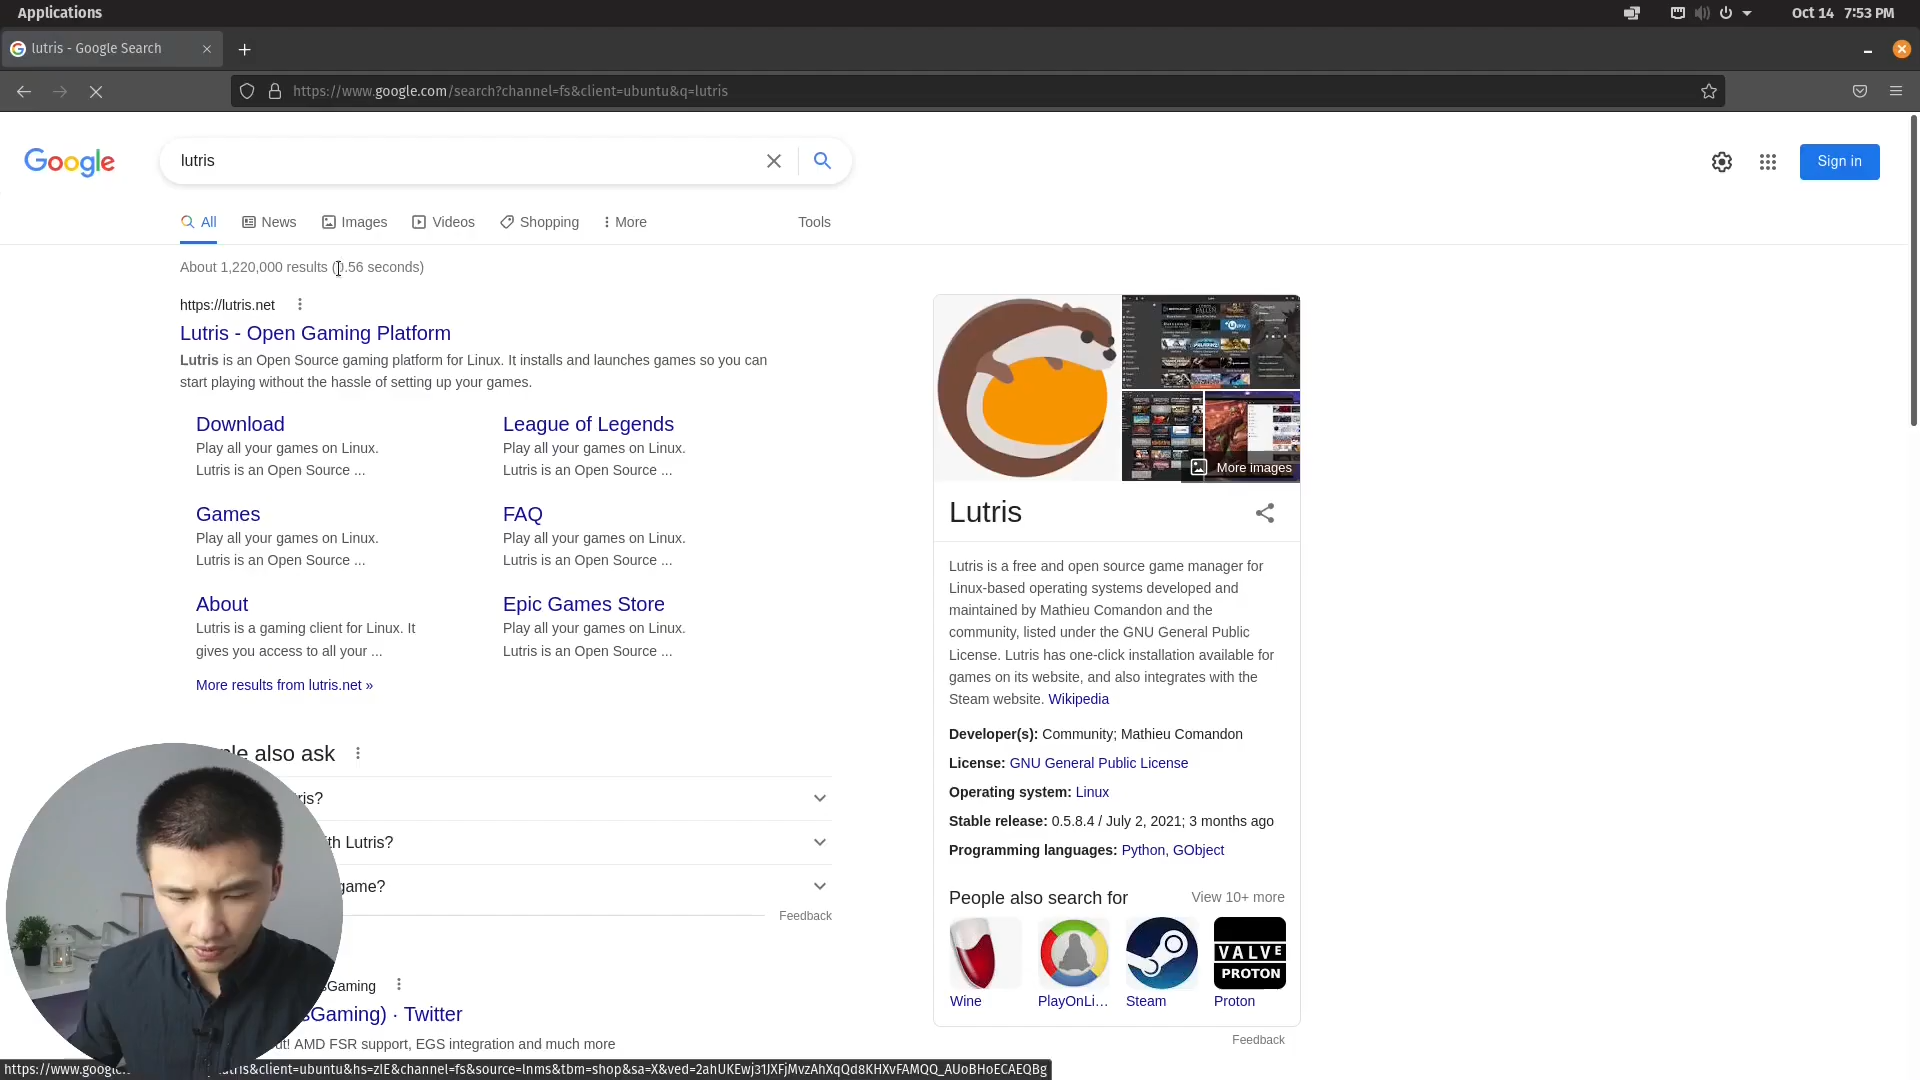 Applications
Oct 14 7:53 PM
lutris - Google Search
https://www.google.com/search?channel=fs&client=ubuntu&q=lutris
Google
lutris
Sign in
All
News
Images
Videos
Shopping
More
Tools
About 1,220,000 results (0.56 seconds)
https://lutris.net
Lutris - Open Gaming Platform
Lutris is an Open Source gaming platform for Linux. It installs and launches games so you can
start playing without the hassle of setting up your games.
Download
Play all your games on Linux.
Lutris is an Open Source ...
League of Legends
Play all your games on Linux.
Lutris is an Open Source ...
Games
Play all your games on Linux.
Lutris is an Open Source ...
FAQ
Play all your games on Linux.
Lutris is an Open Source ...
About
Lutris is a gaming client for Linux. It
gives you access to all your ...
Epic Games Store
Play all your games on Linux.
Lutris is an Open Source ...
More results from lutris.net »
also ask
th Lutris?
game?
Feedback
sGaming
sGaming) · Twitter
AMD FSR support, EGS integration and much more
More images
Lutris
Lutris is a free and open source game manager for
Linux-based operating systems developed and
maintained by Mathieu Comandon and the
community, listed under the GNU General Public
License. Lutris has one-click installation available for
games on its website, and also integrates with the
Steam website. Wikipedia
Developer(s): Community; Mathieu Comandon
License: GNU General Public License
Operating system: Linux
Stable release: 0.5.8.4 / July 2, 2021; 3 months ago
Programming languages: Python, GObject
People also search for
View 10+ more
VALVE
PROTON
Wine
PlayOnLi...
Steam
Proton
Feedback